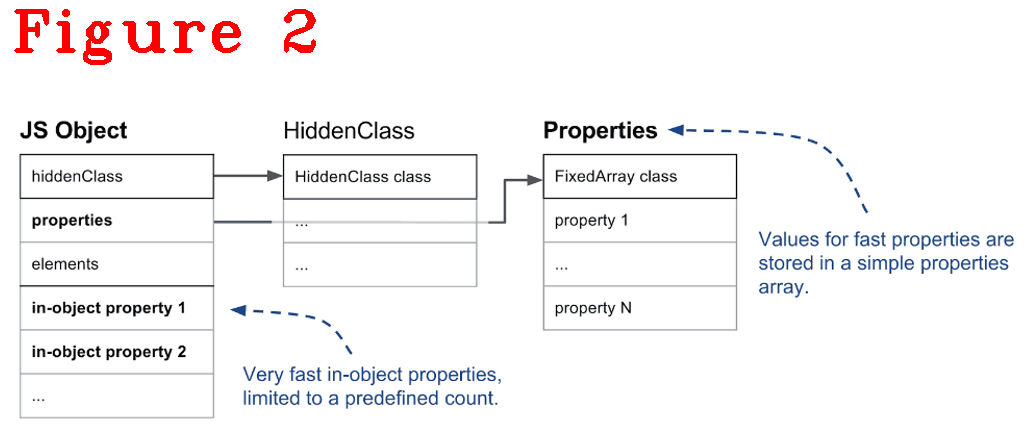 Figure 2
JS Object
hiddenClass
properties
elements
in-object property 1
in-object property 2
...
HiddenClass
HiddenClass class
...
...
Properties
FixedArray class
property 1
...
property N
Values for fast properties are
stored in a simple properties
array.
Very fast in-object properties,
limited to a predefined count.